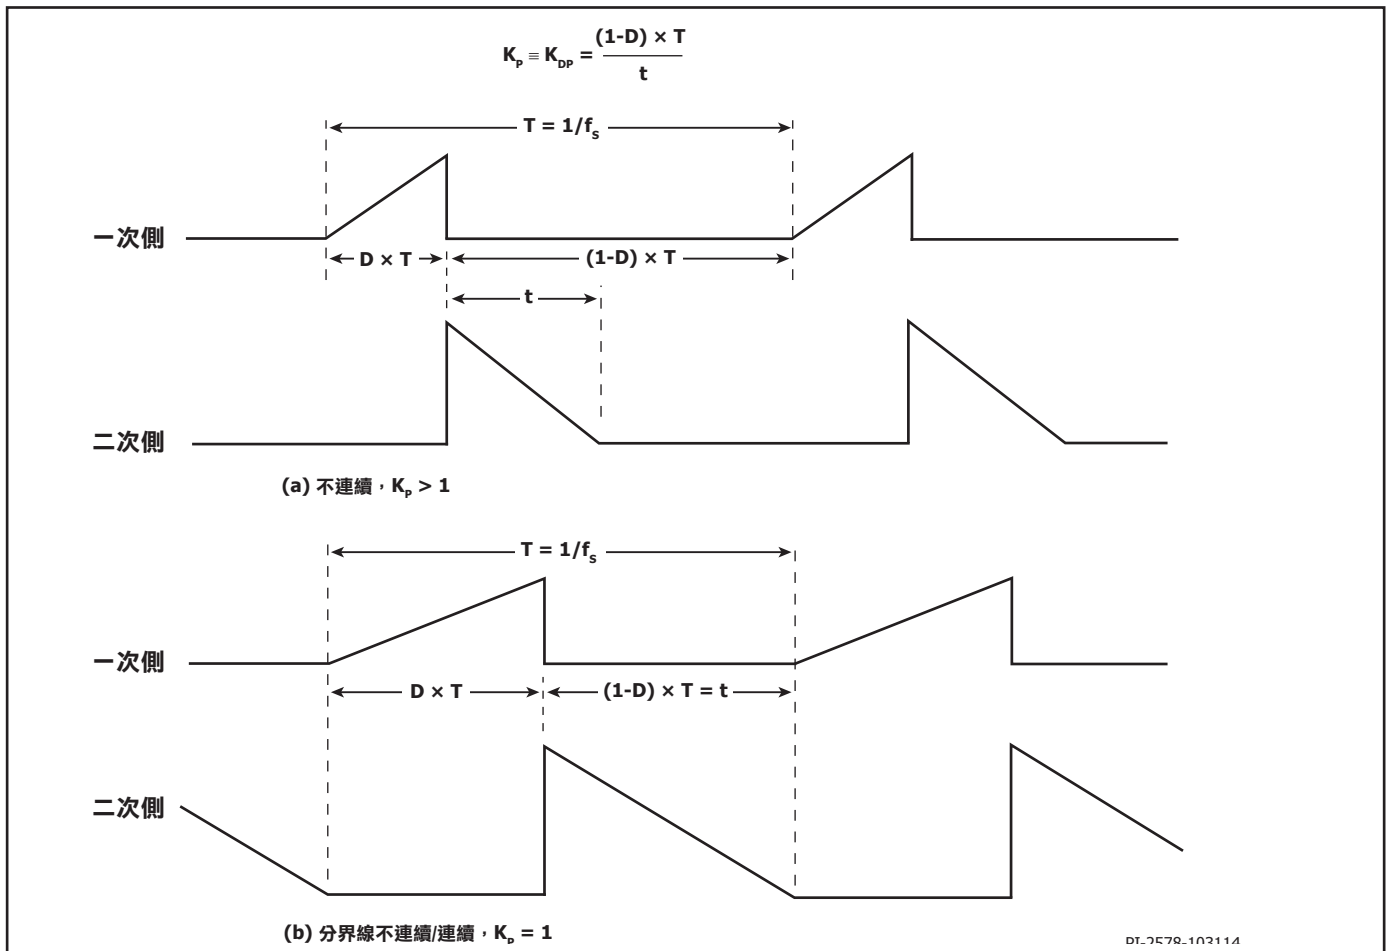 (1-D) × T
K_P ≡ K_DP =
t
T = 1/f_S
一次側
D × T
(1-D) × T
t
二次側
(a) 不連續，K_P > 1
T = 1/f_S
一次側
D × T
(1-D) × T = t
二次側
(b) 分界線不連續/連續，K_P = 1
PI-2578-103114